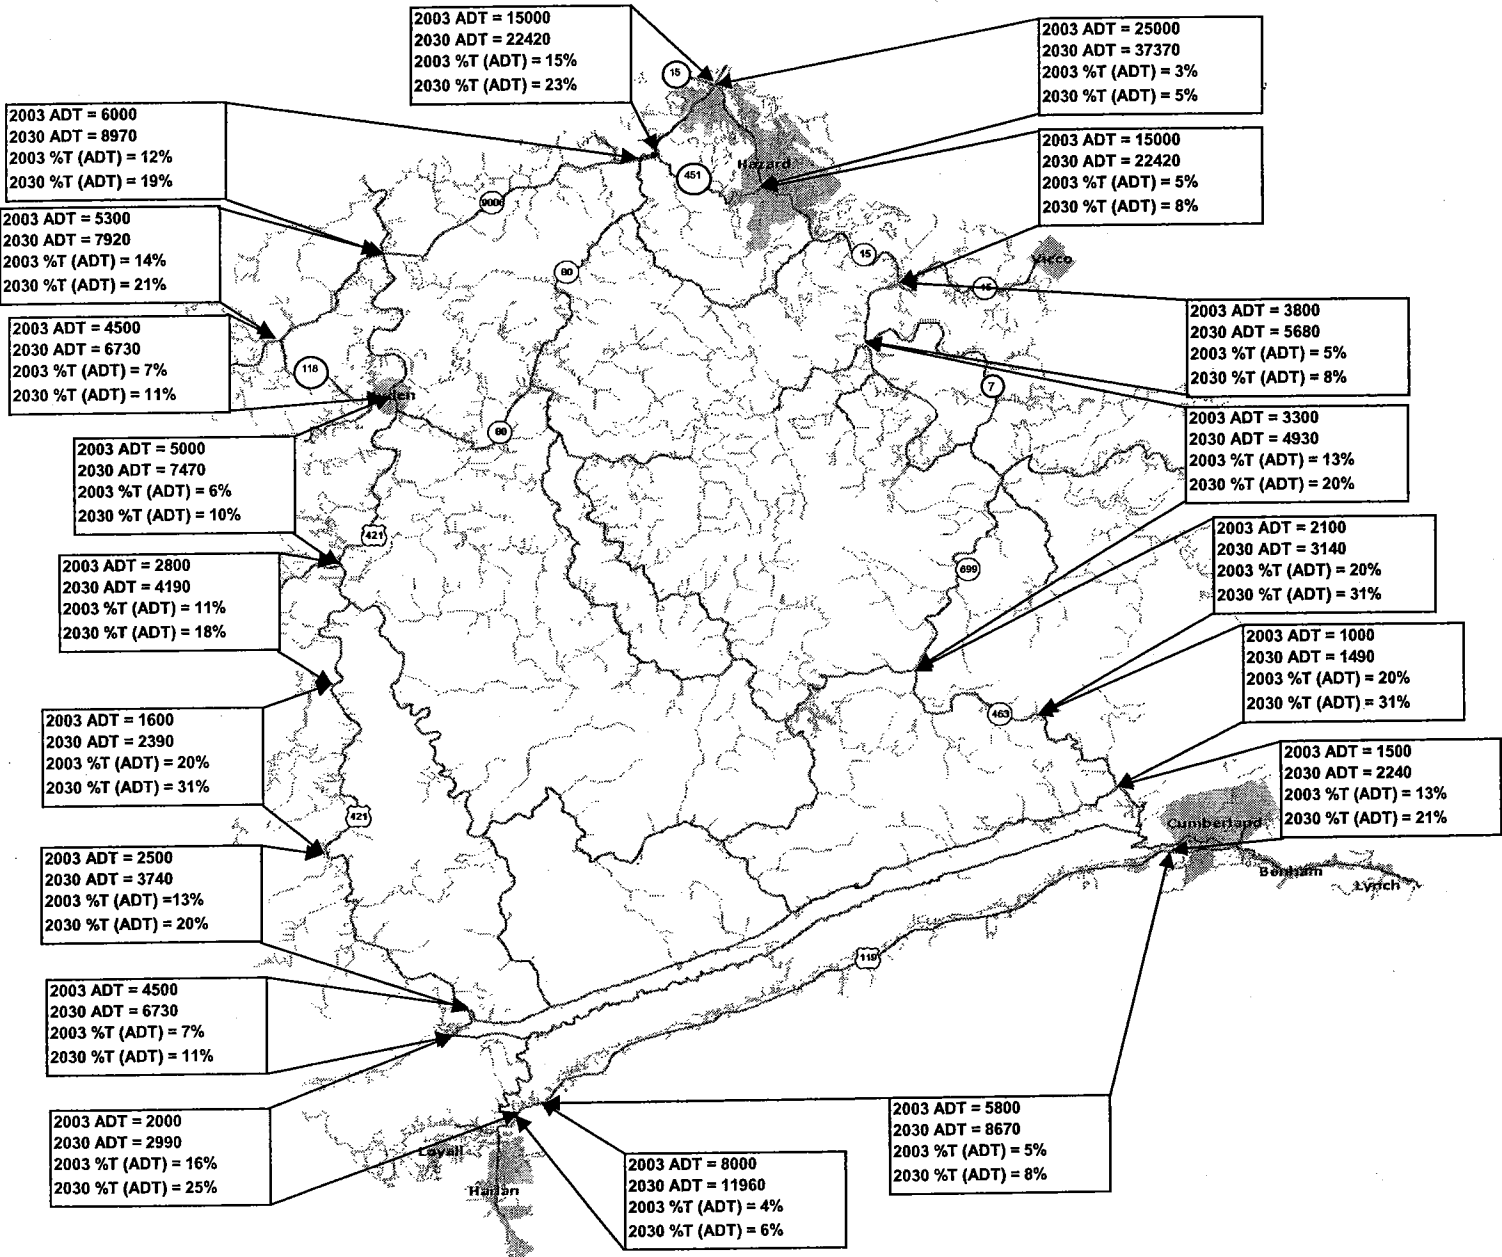 2003 ADT = 15000
2030 ADT = 22420
2003 %T (ADT) = 15%
2030 %T (ADT) = 23%
2003 ADT = 25000
2030 ADT = 37370
2003 %T (ADT) = 3%
2030 %T (ADT) = 5%
2003 ADT = 6000
2030 ADT = 8970
2003 %T (ADT) = 12%
2030 %T (ADT) = 19%
2003 ADT = 15000
2030 ADT = 22420
2003 %T (ADT) = 5%
2030 %T (ADT) = 8%
2003 ADT = 5300
2030 ADT = 7920
2003 %T (ADT) = 14%
2030 %T (ADT) = 21%
2003 ADT = 4500
2030 ADT = 6730
2003 %T (ADT) = 7%
2030 %T (ADT) = 11%
2003 ADT = 3800
2030 ADT = 5680
2003 %T (ADT) = 5%
2030 %T (ADT) = 8%
2003 ADT = 3300
2030 ADT = 4930
2003 %T (ADT) = 13%
2030 %T (ADT) = 20%
2003 ADT = 5000
2030 ADT = 7470
2003 %T (ADT) = 6%
2030 %T (ADT) = 10%
2003 ADT = 2100
2030 ADT = 3140
2003 %T (ADT) = 20%
2030 %T (ADT) = 31%
2003 ADT = 2800
2030 ADT = 4190
2003 %T (ADT) = 11%
2030 %T (ADT) = 18%
2003 ADT = 1000
2030 ADT = 1490
2003 %T (ADT) = 20%
2030 %T (ADT) = 31%
2003 ADT = 1600
2030 ADT = 2390
2003 %T (ADT) = 20%
2030 %T (ADT) = 31%
2003 ADT = 1500
2030 ADT = 2240
2003 %T (ADT) = 13%
2030 %T (ADT) = 21%
2003 ADT = 2500
2030 ADT = 3740
2003 %T (ADT) =13%
2030 %T (ADT) = 20%
2003 ADT = 4500
2030 ADT = 6730
2003 %T (ADT) = 7%
2030 %T (ADT) = 11%
2003 ADT = 2000
2030 ADT = 2990
2003 %T (ADT) = 16%
2030 %T (ADT) = 25%
2003 ADT = 8000
2030 ADT = 11960
2003 %T (ADT) = 4%
2030 %T (ADT) = 6%
2003 ADT = 5800
2030 ADT = 8670
2003 %T (ADT) = 5%
2030 %T (ADT) = 8%
15
Hazard
451
9006
15
Vicco
15
80
118
7
80
421
699
463
421
Cumberland
Benham
Lynch
119
Loyall
Harlan